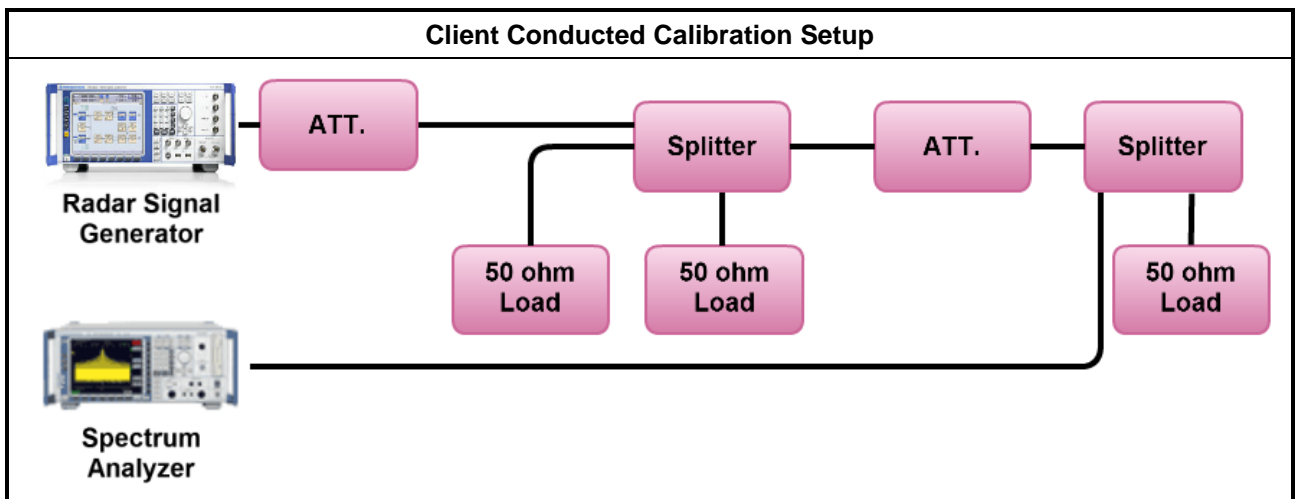 Client Conducted Calibration Setup
ATT.
Splitter
ATT.
Splitter
Radar Signal
Generator
50 ohm
Load
50 ohm
Load
50 ohm
Load
Spectrum
Analyzer